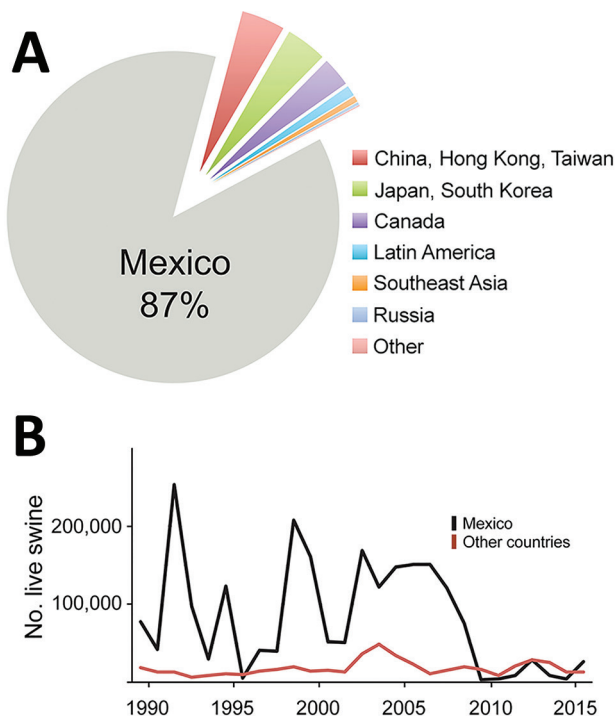 A
Mexico
87%
China, Hong Kong, Taiwan
Japan, South Korea
Canada
Latin America
Southeast Asia
Russia
Other
B
No. live swine
200,000
100,000
Mexico
Other countries
1990 1995 2000 2005 2010 2015